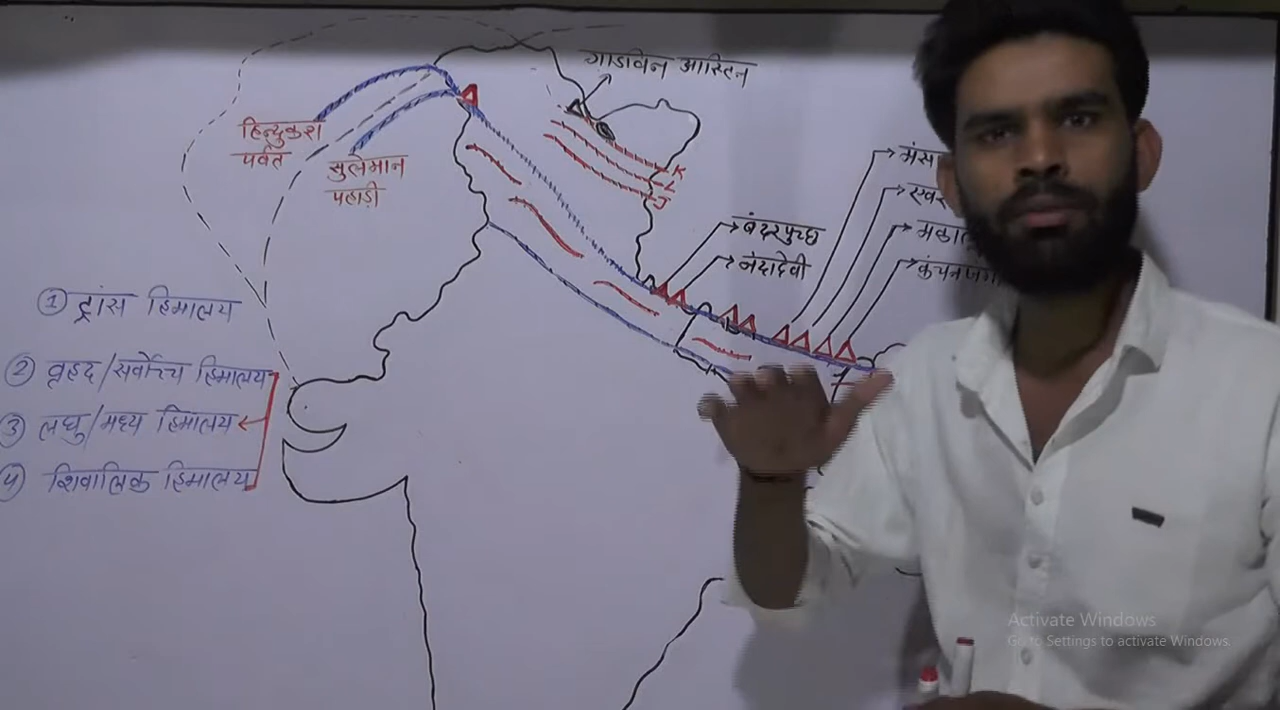 गाडविन आस्टिन
हिन्दुकुश
पर्वत
सुलेमान
पहाड़ी
K
L
J
बंदरपुच्छ
नंदादेवी
① ट्रांस हिमालय
② वृहद/सर्वोच्च हिमालय
③ लघु/मध्य हिमालय
④ शिवालिक हिमालय
Activate Windows
Go to Settings to activate Windows.